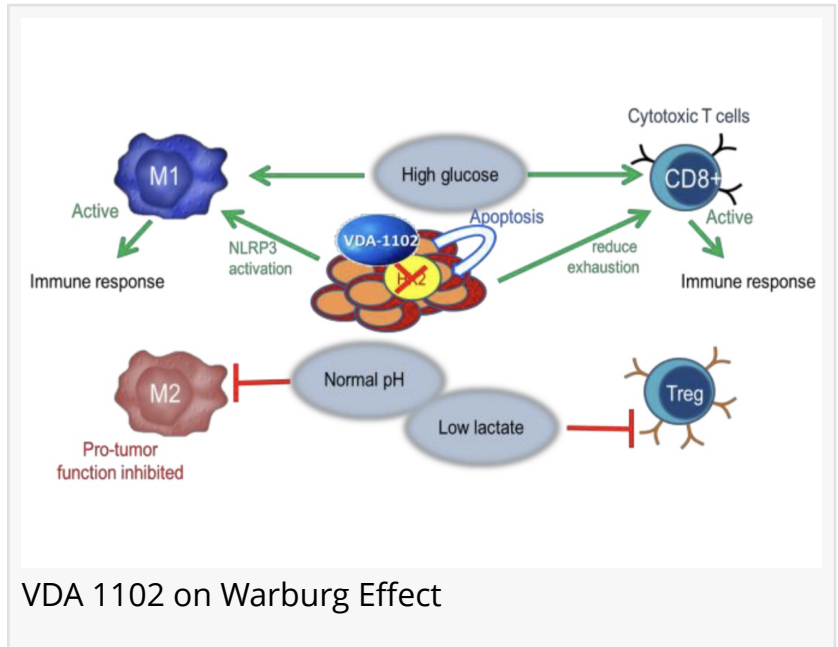 Cytotoxic T cells
M1
High glucose
CD8+
Active
Apoptosis
Active
VDA-1102
NLRP3
activation
HK2
reduce
exhaustion
Immune response
Immune response
M2
Normal pH
Treg
Low lactate
Pro-tumor
function inhibited
VDA 1102 on Warburg Effect